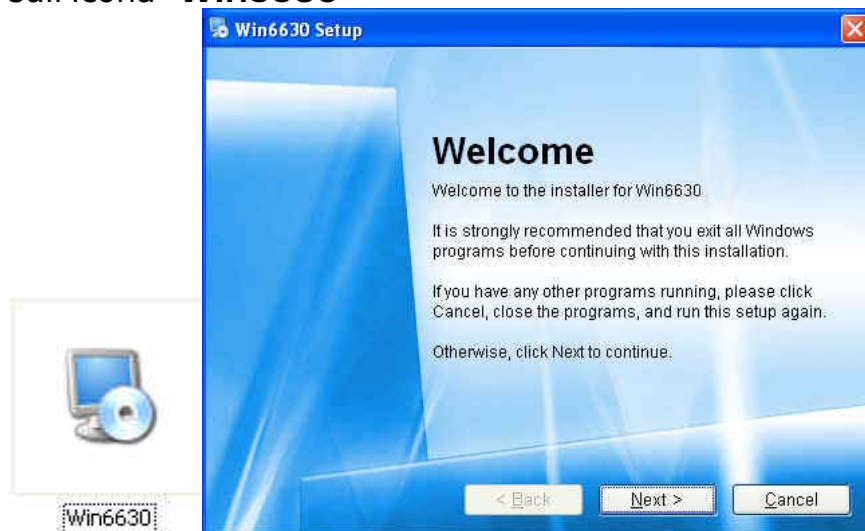 Win6630 Setup
Welcome
Welcome to the installer for Win6630
It is strongly recommended that you exit all Windows
programs before continuing with this installation.
If you have any other programs running, please click
Cancel, close the programs, and run this setup again.
Otherwise, click Next to continue.
< Back Next > Cancel
Win6630